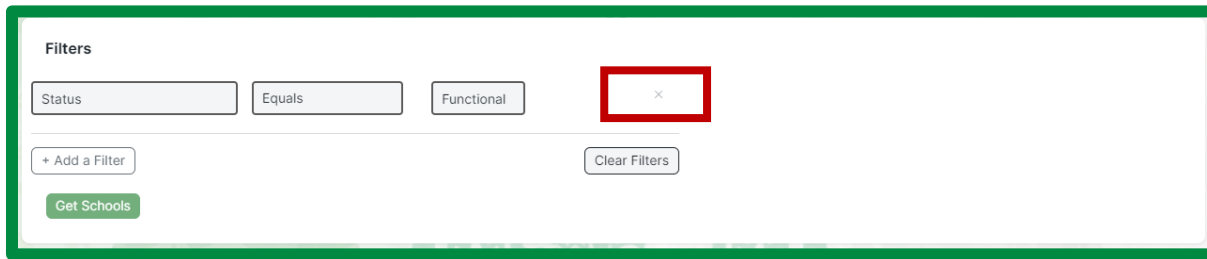 Filters
Status Equals Functional ×
+ Add a Filter Clear Filters
Get Schools